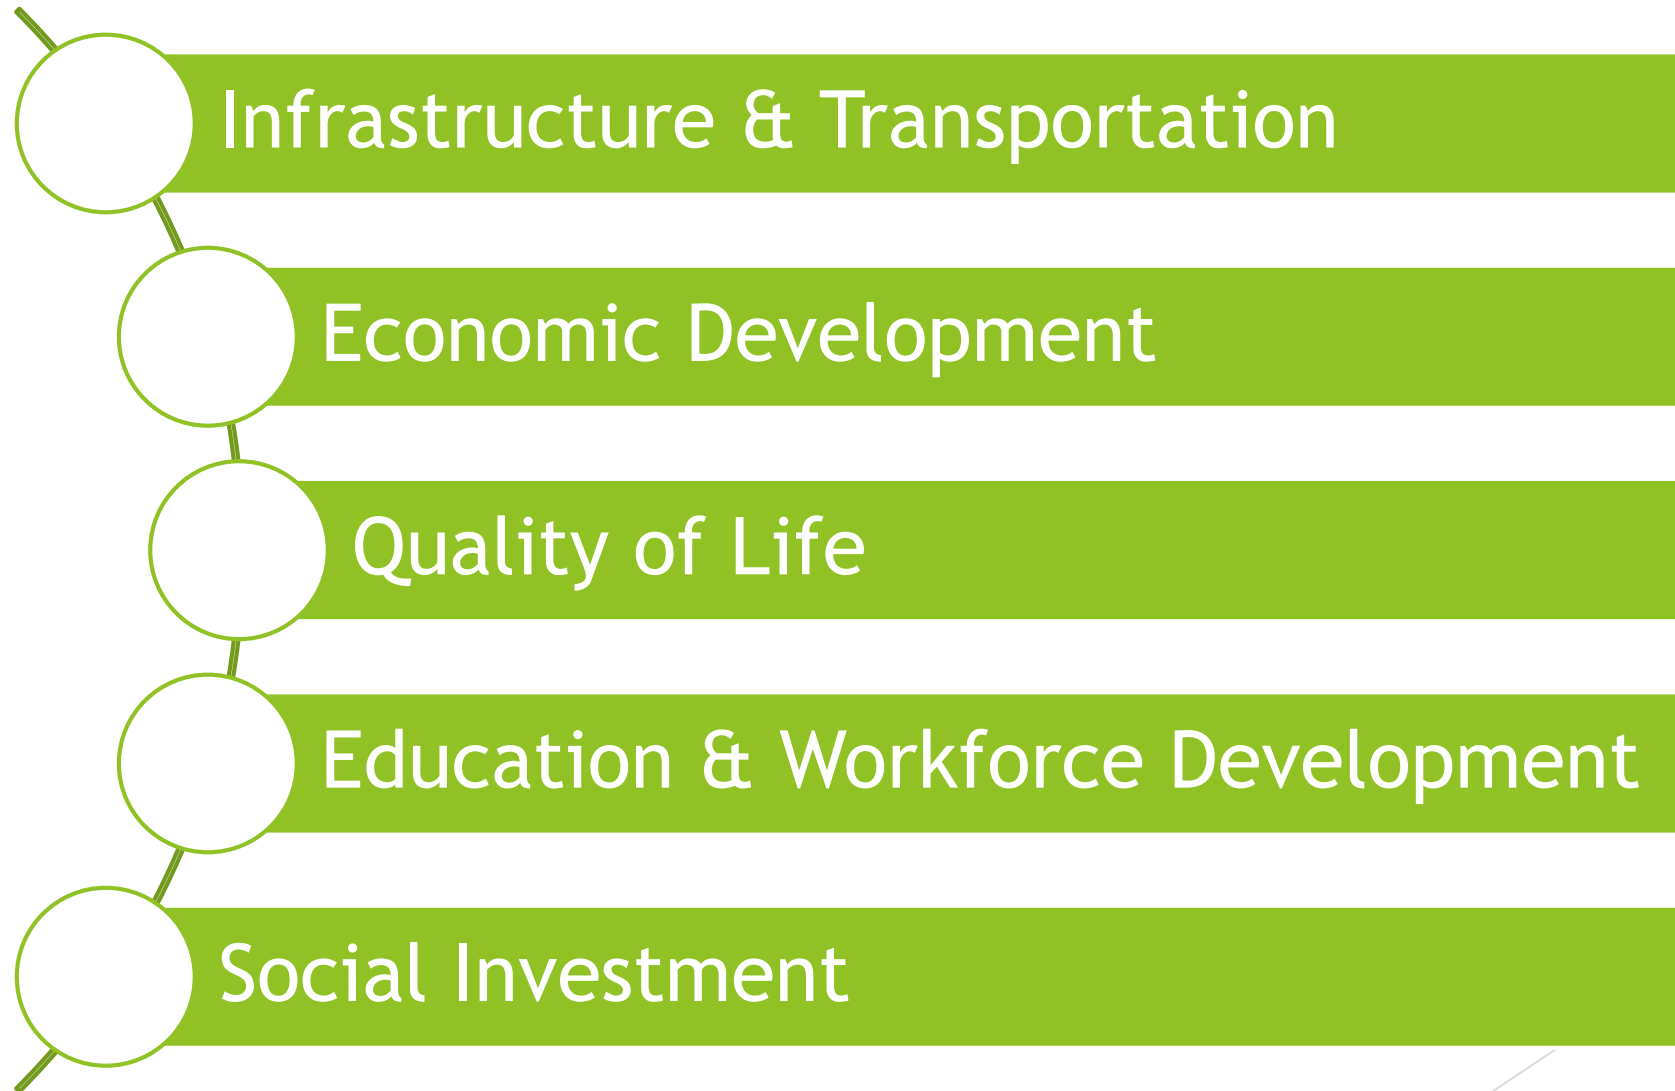 Infrastructure & Transportation
Economic Development
Quality of Life
Education & Workforce Development
Social Investment